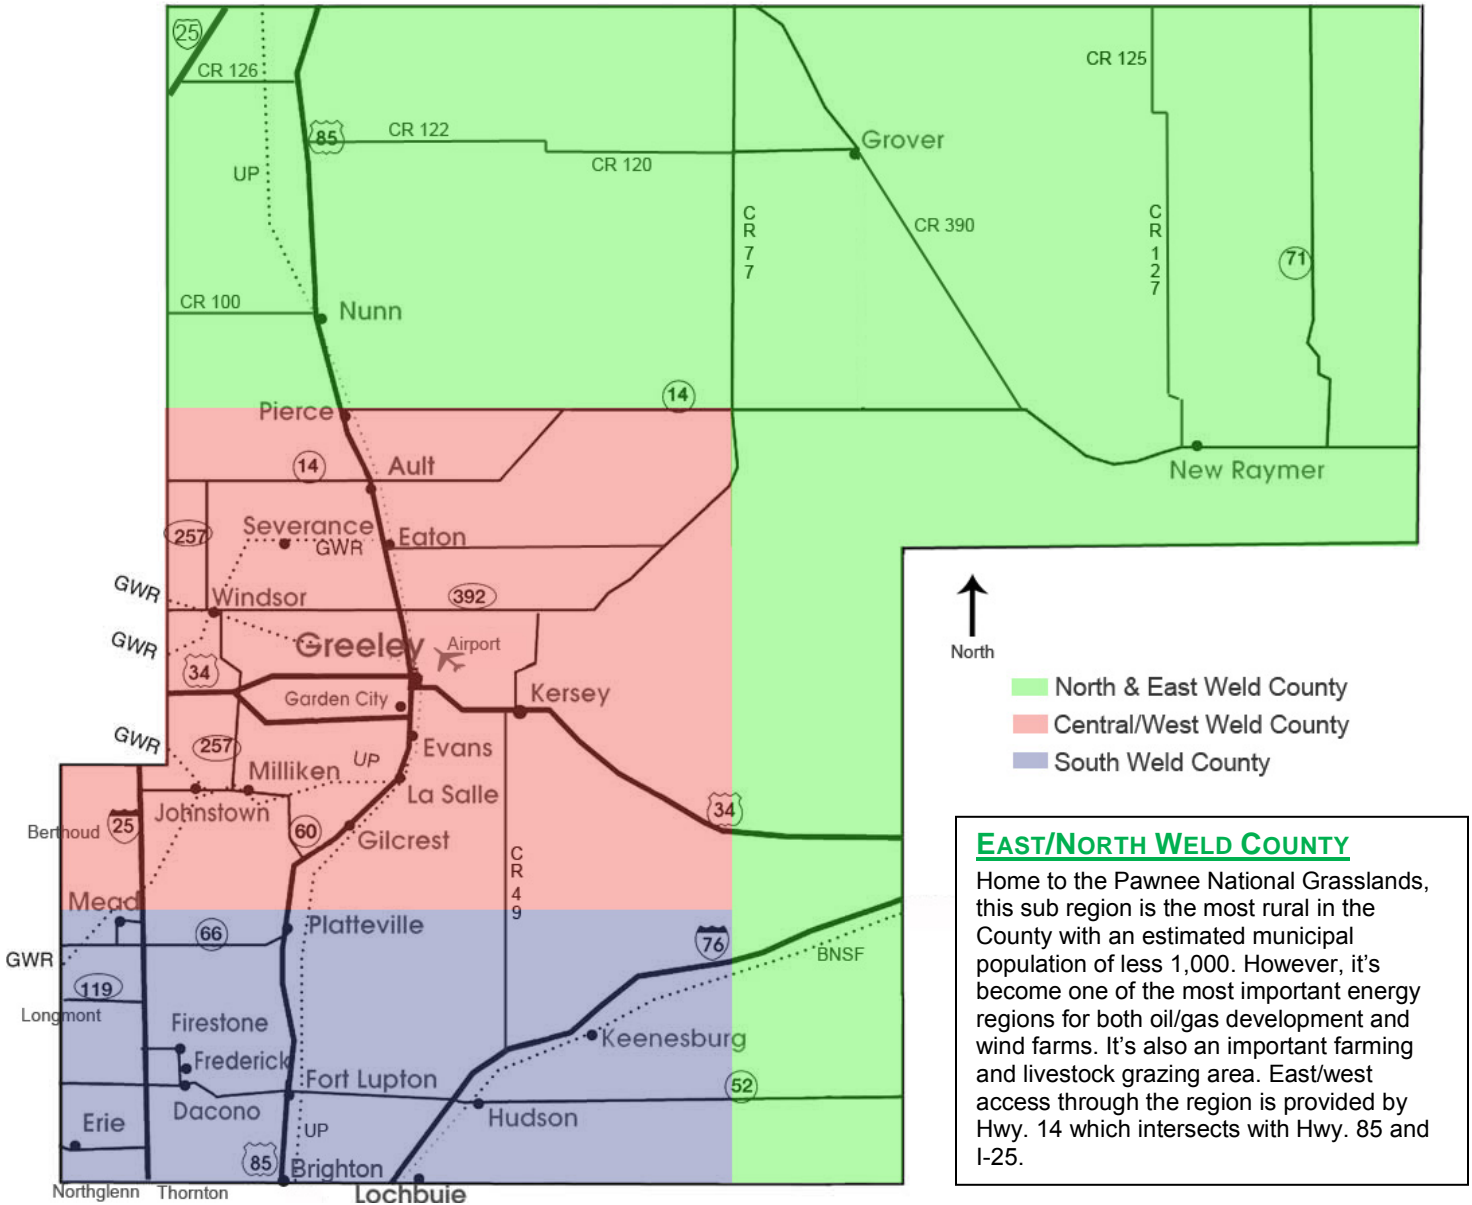 25
CR 126
CR 125
85
CR 122
Grover
CR 120
UP
CR 77
CR 127
CR 390
71
CR 100
Nunn
14
Pierce
14
Ault
New Raymer
257
Severance
GWR
Eaton
GWR
Windsor
392
GWR
Greeley
Airport
North
34
Garden City
Kersey
North & East Weld County
GWR
257
Evans
Central/West Weld County
UP
Milliken
La Salle
South Weld County
Johnstown
34
Berthoud
25
60
Gilcrest
CR 49
EAST/NORTH WELD COUNTY
Home to the Pawnee National Grasslands,
this sub region is the most rural in the
County with an estimated municipal
population of less 1,000. However, it's
become one of the most important energy
regions for both oil/gas development and
wind farms. It's also an important farming
and livestock grazing area. East/west
access through the region is provided by
Hwy. 14 which intersects with Hwy. 85 and
I-25.
Mead
66
Platteville
76
GWR
BNSF
119
Longmont
Firestone
Keenesburg
Frederick
Fort Lupton
52
Dacono
Hudson
Erie
UP
85
Brighton
Northglenn
Thornton
Lochbuie